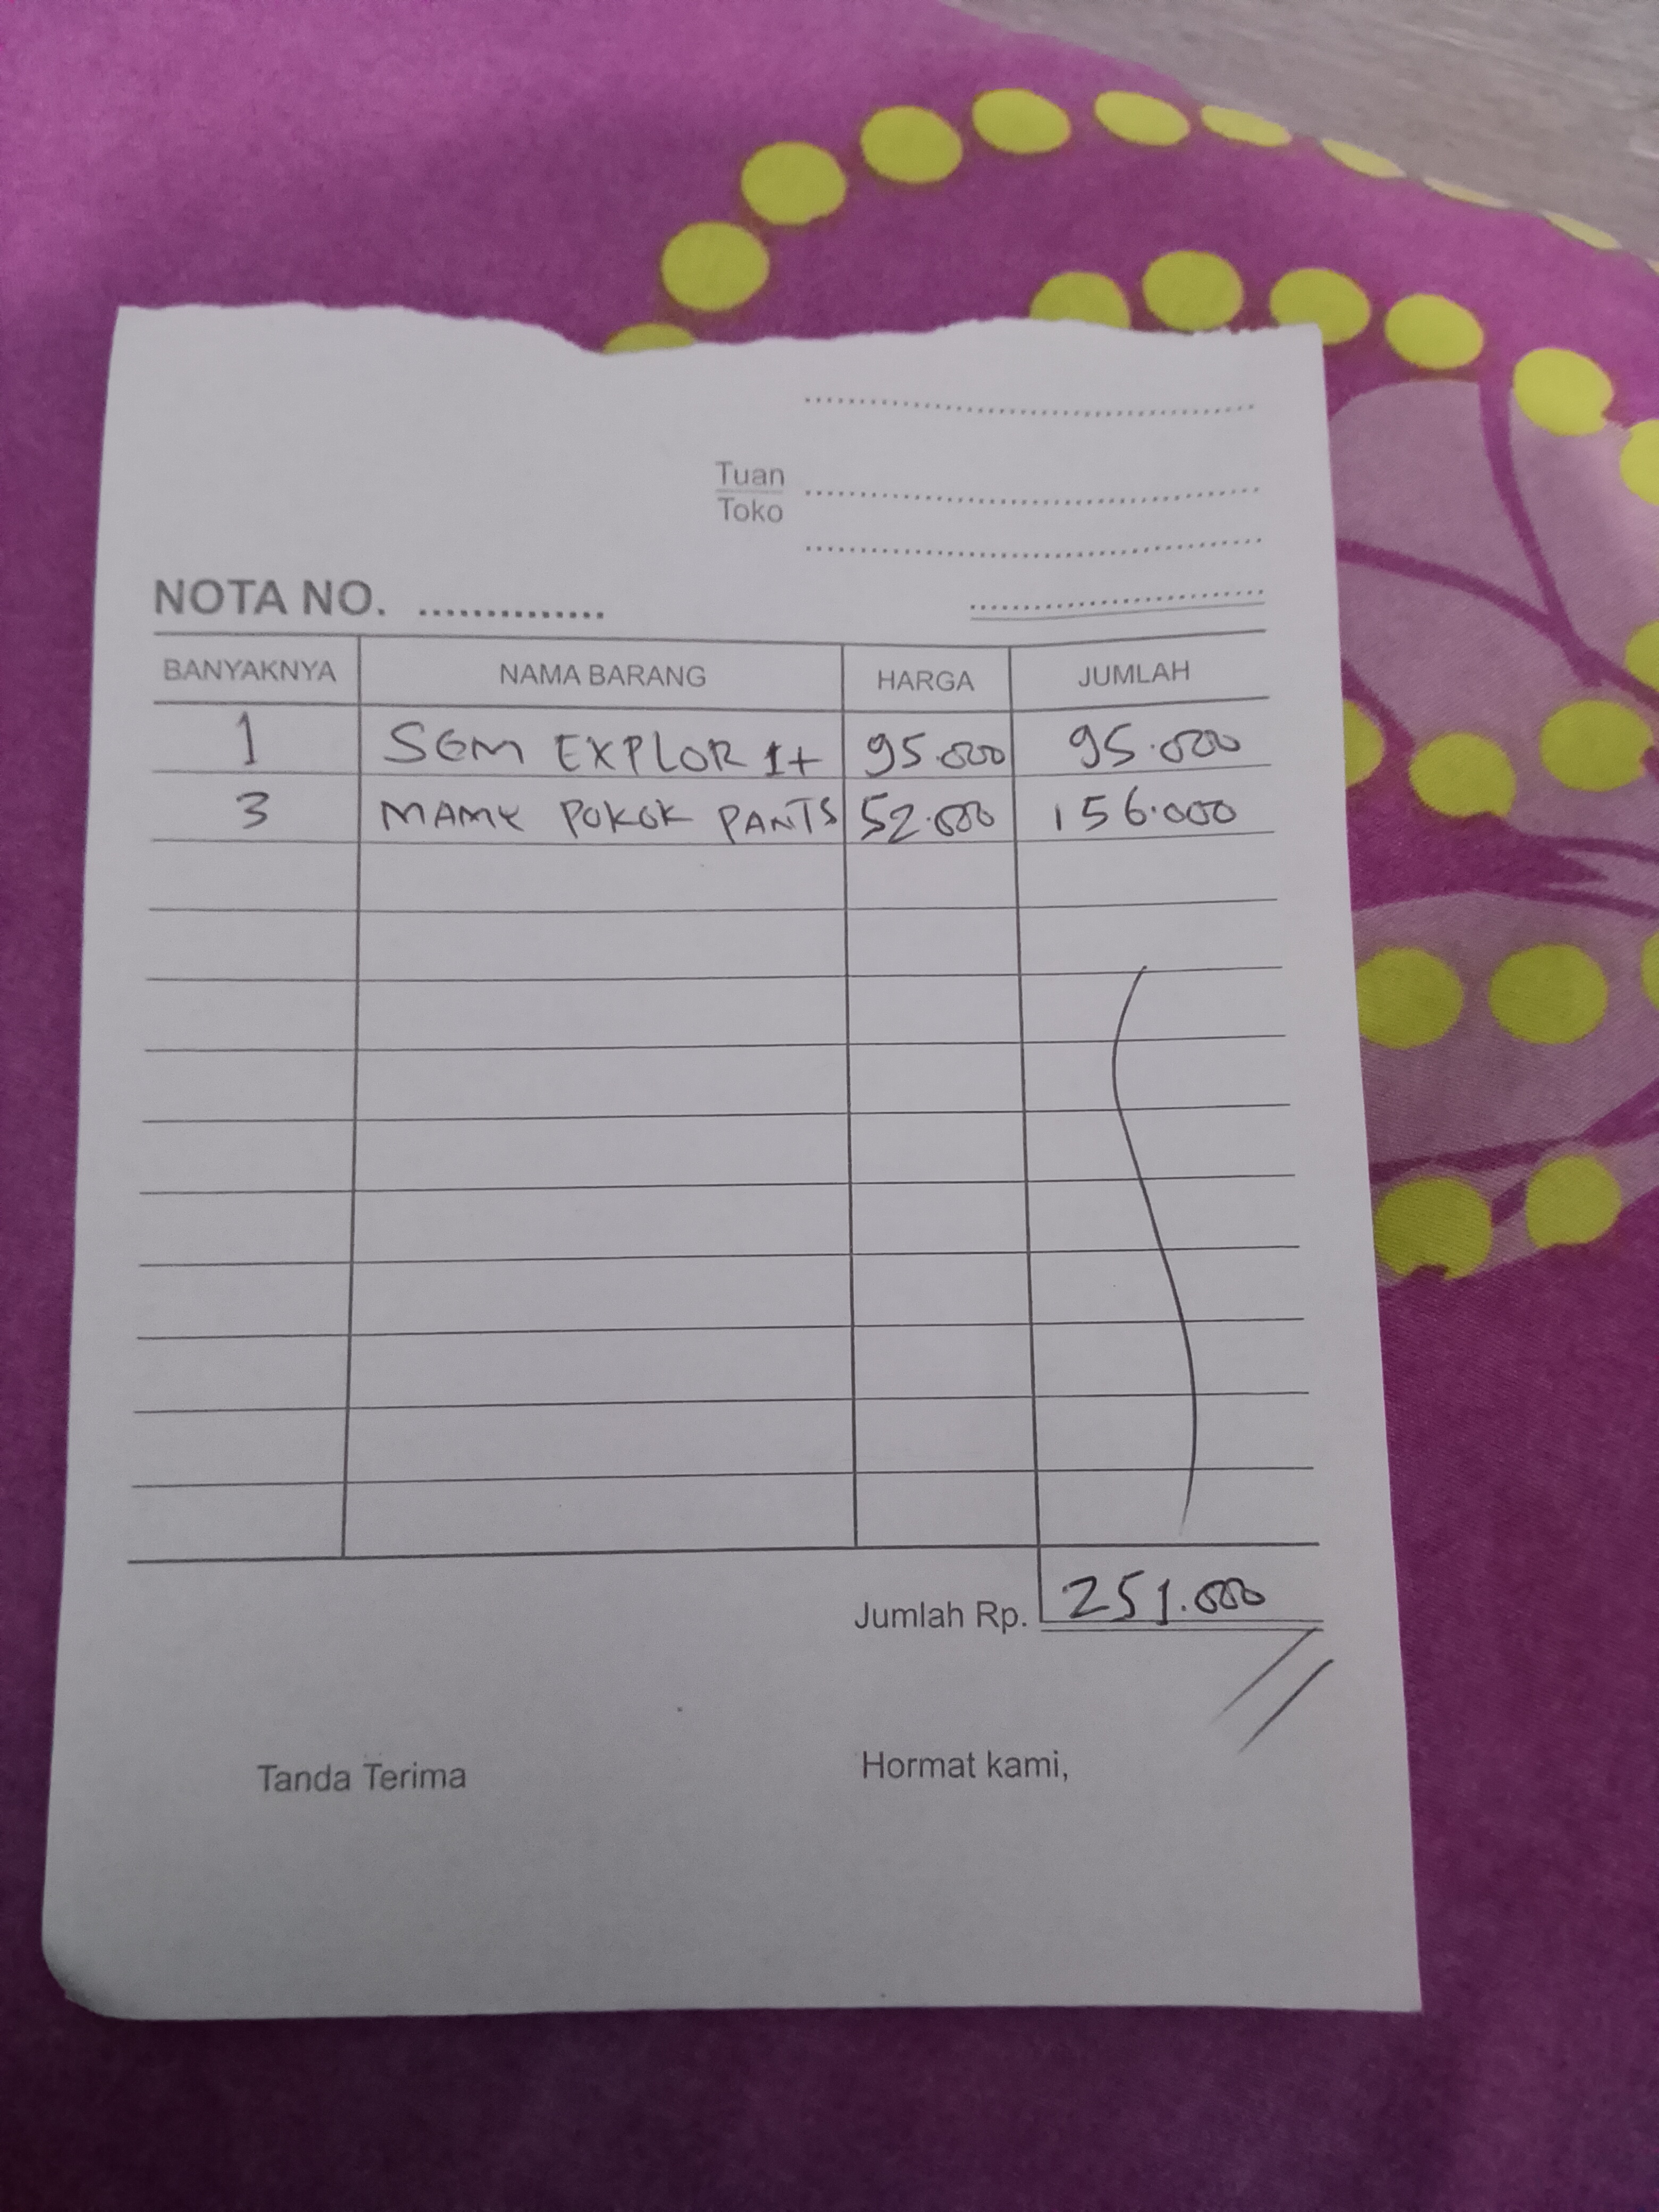 Tuan
Toko
NOTA NO. ..............
BANYAKNYA NAMA BARANG HARGA JUMLAH
1 SGM EXPLOR 1+ 95.000 95.000
3 MAMY POKOK PANTS 52.000 156.000
Jumlah Rp. 251.000
Tanda Terima Hormat kami,